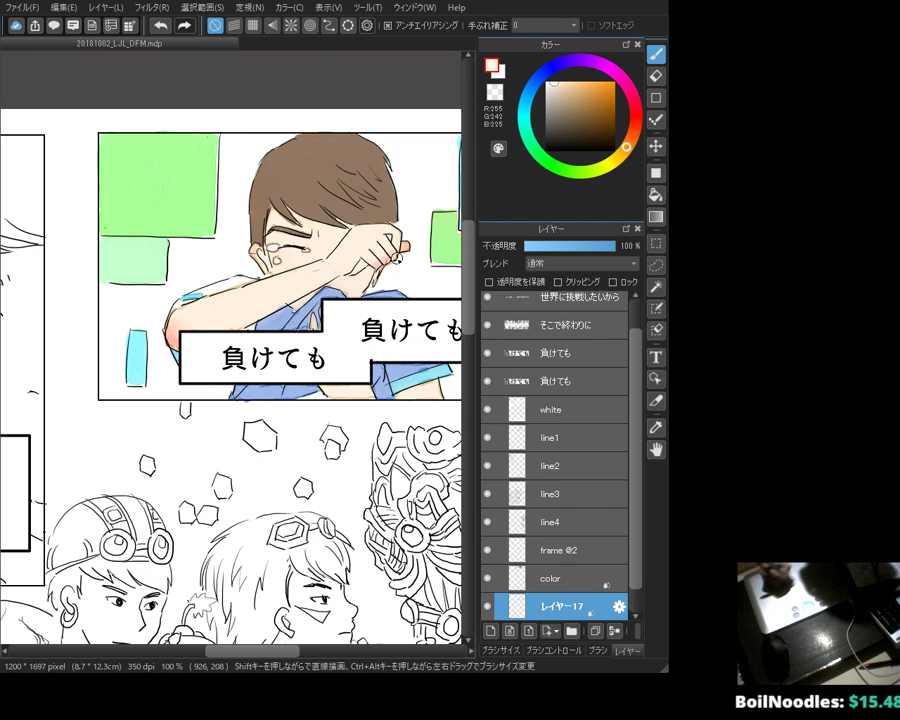 ファイル(F) 編集(E) レイヤー(L) フィルタ(R) 選択範囲(S) 定規(N) カラー(C) 表示(V) ツール(T) ウィンドウ(W) Help
アンチエイリアシング 手ぶれ補正 0 ソフトエッジ
20181002_LJL_DFM.mdp
カラー
R:255
G:242
B:225
レイヤー
不透明度 100 %
ブレンド 通常
透明度を保護 クリッピング ロック
世界に挑戦したいから
そこで終わりに
負けても
負けても
white
line1
line2
line3
line4
frame @2
color
レイヤー17
負けても
負けても
ブラシサイズ ブラシコントロール ブラシ レイヤー
1200 * 1697 pixel (8.7 * 12.3cm) 350 dpi 100 % ( 926, 208 ) Shiftキーを押しながらで直線描画、Ctrl+Altキーを押しながら左右ドラッグでブラシサイズ変更
BoilNoodles: $15.48